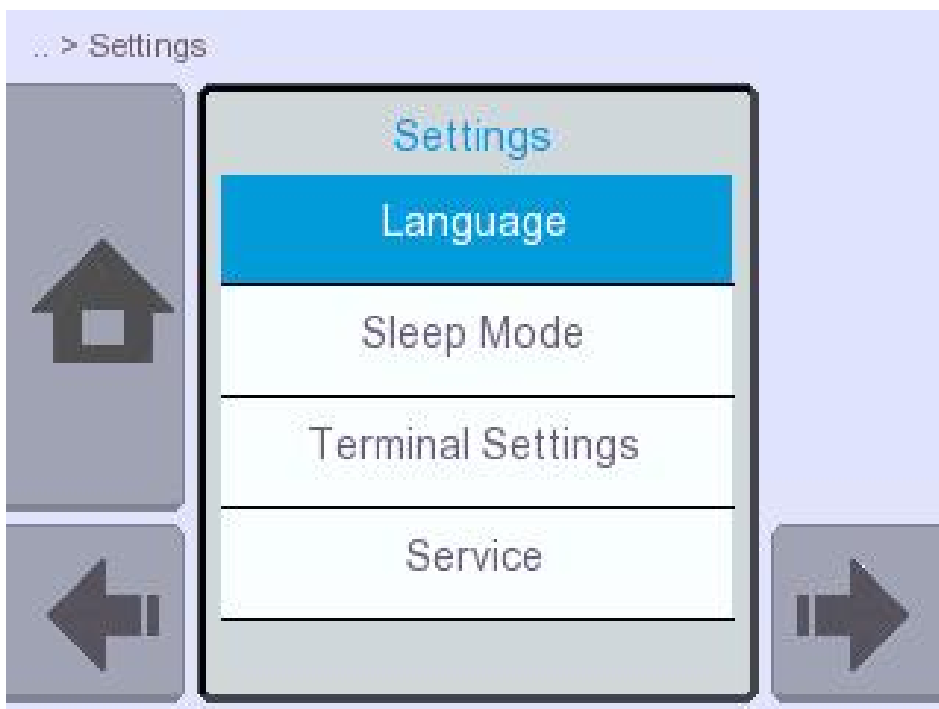 .. > Settings
Settings
Language
Sleep Mode
Terminal Settings
Service